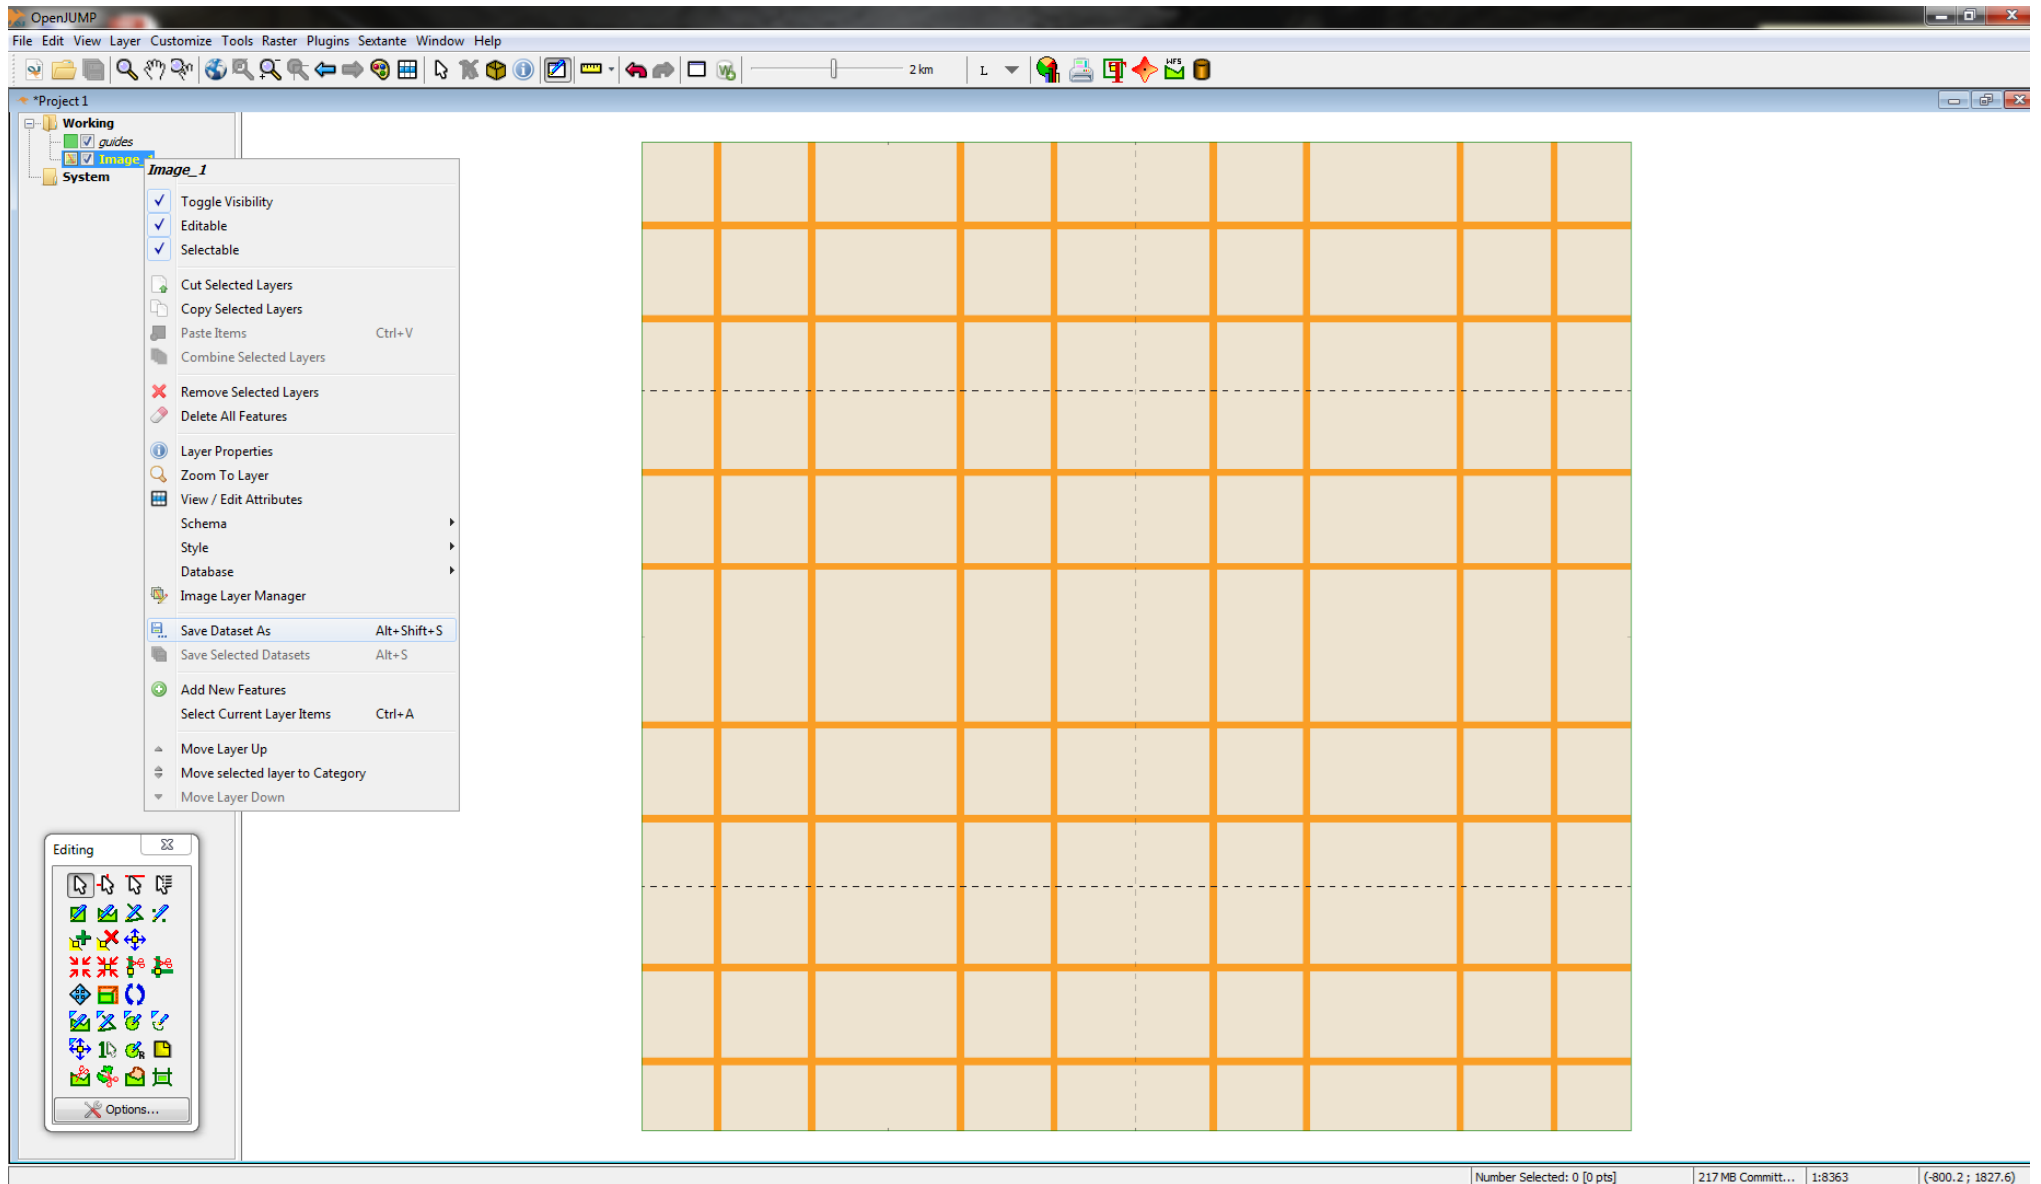 OpenJUMP
File Edit View Layer Customize Tools Raster Plugins Sextante Window Help
2 km L WFS
*Project 1
Working
guides
Image_1
System
Image_1
Toggle Visibility
Editable
Selectable
Cut Selected Layers
Copy Selected Layers
Paste Items Ctrl+V
Combine Selected Layers
Remove Selected Layers
Delete All Features
Layer Properties
Zoom To Layer
View / Edit Attributes
Schema
Style
Database
Image Layer Manager
Save Dataset As Alt+Shift+S
Save Selected Datasets Alt+S
Add New Features
Select Current Layer Items Ctrl+A
Move Layer Up
Move selected layer to Category
Move Layer Down
Editing
Options...
Number Selected: 0 [0 pts] 217 MB Committ... 1:8363 (-800.2 ; 1827.6)